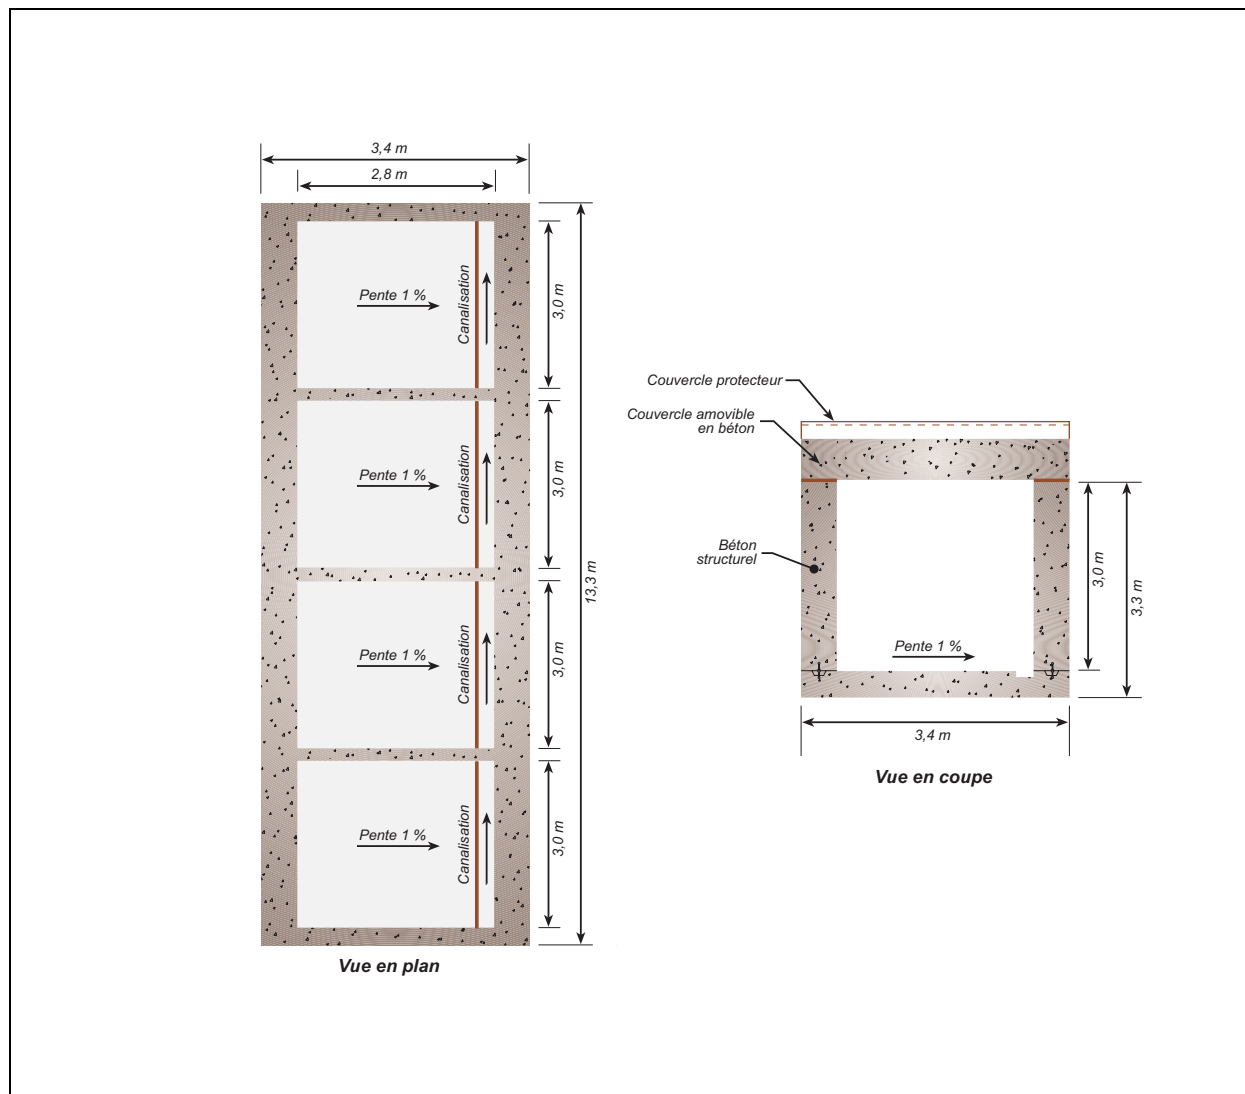 3,4 m
2,8 m
Pente 1 %
Canalisation
3,0 m
Pente 1 %
Canalisation
3,0 m
13,3 m
Pente 1 %
Canalisation
3,0 m
Pente 1 %
Canalisation
3,0 m
Vue en plan
Couvercle protecteur
Couvercle amovible
en béton
Béton
structurel
Pente 1 %
3,0 m
3,3 m
3,4 m
Vue en coupe